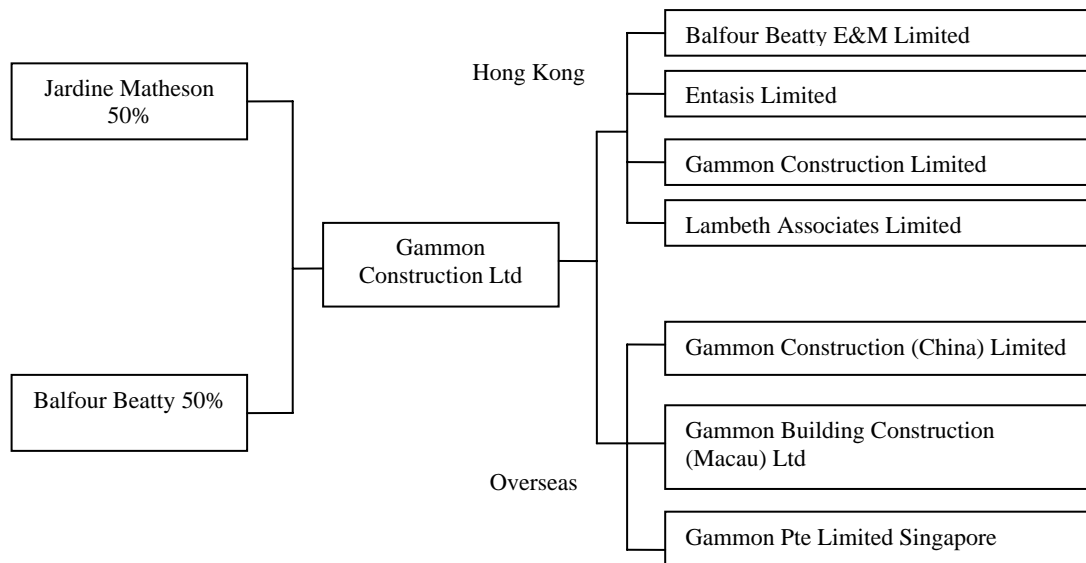 Jardine Matheson
50%
Balfour Beatty 50%
Gammon
Construction Ltd
Hong Kong
Balfour Beatty E&M Limited
Entasis Limited
Gammon Construction Limited
Lambeth Associates Limited
Overseas
Gammon Construction (China) Limited
Gammon Building Construction
(Macau) Ltd
Gammon Pte Limited Singapore